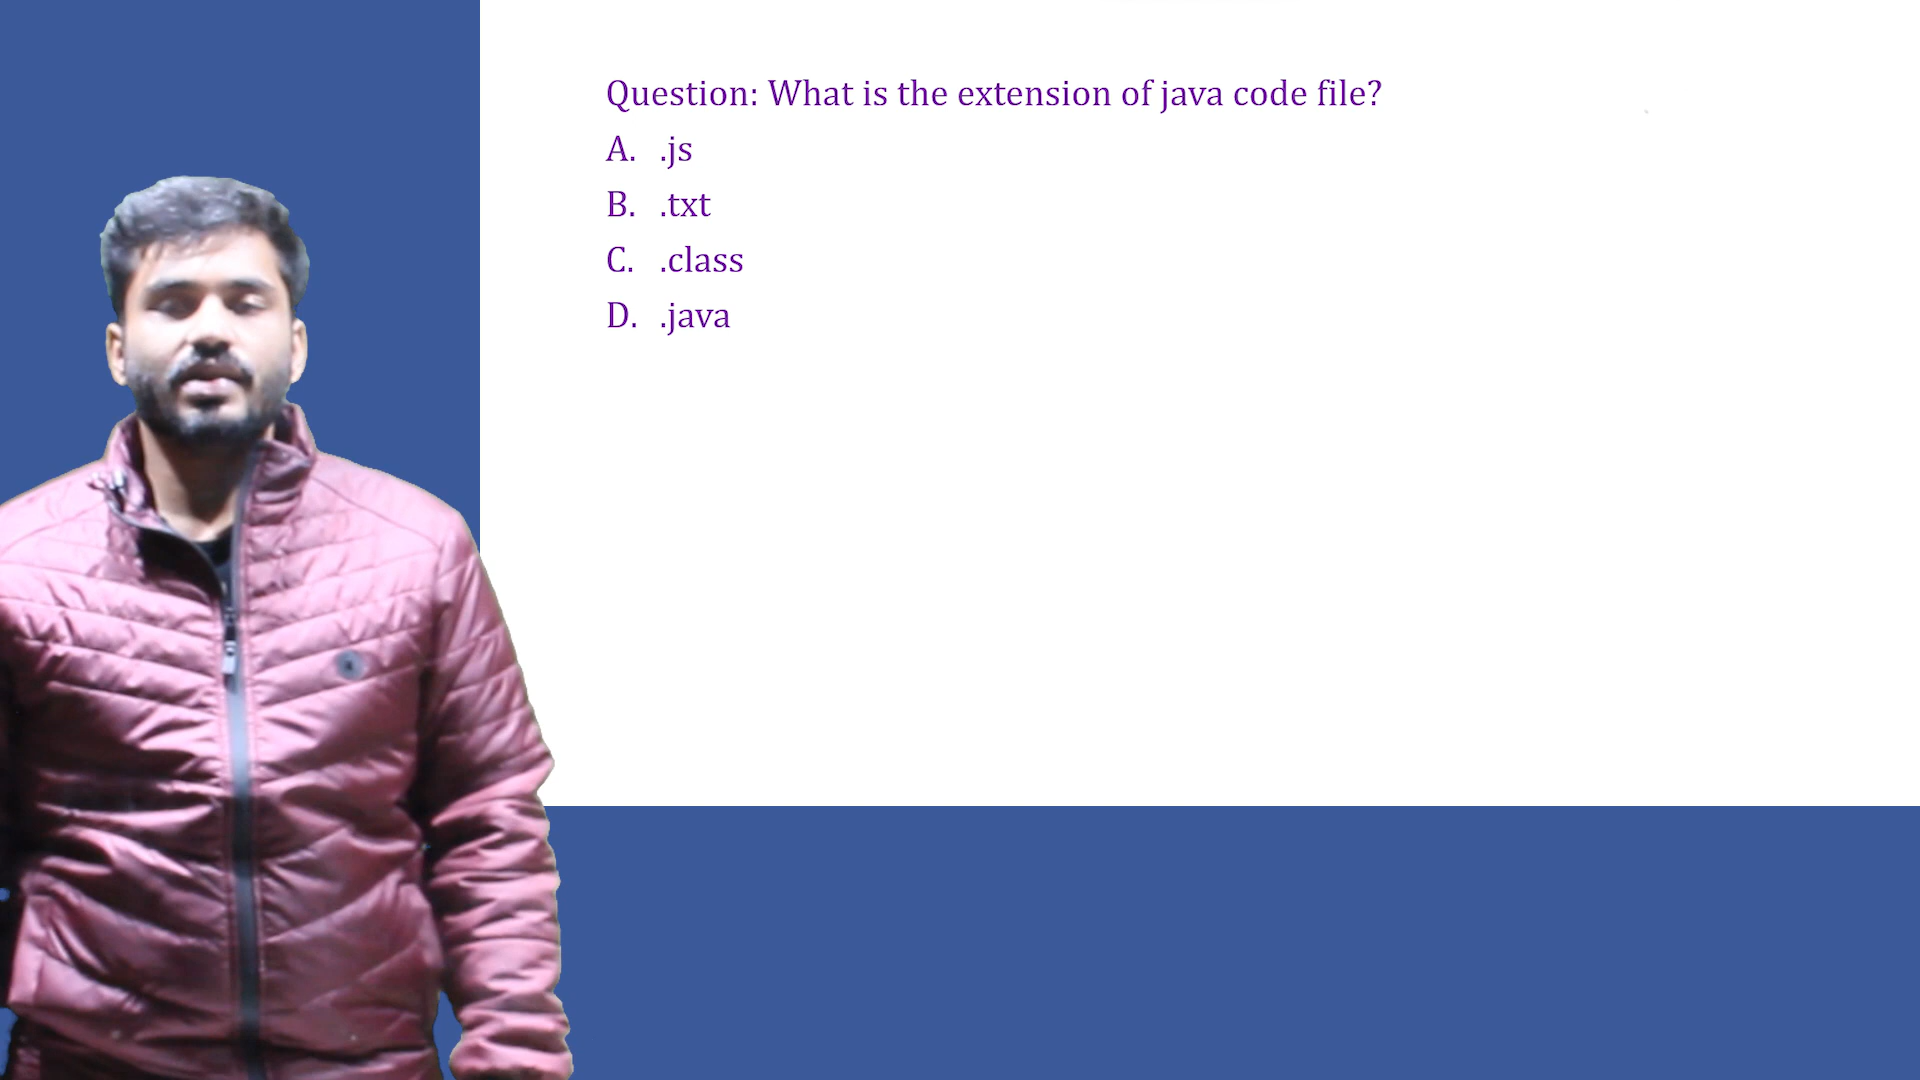 Question: What is the extension of java code file?
A. .js
B. .txt
C. .class
D. .java